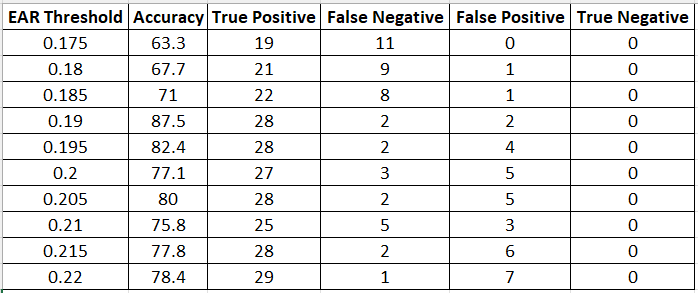 EAR Threshold Accuracy True Positive False Negative False Positive True Negative
0.175 63.3 19 11 0 0
0.18 67.7 21 9 1 0
0.185 71 22 8 1 0
0.19 87.5 28 2 2 0
0.195 82.4 28 2 4 0
0.2 77.1 27 3 5 0
0.205 80 28 2 5 0
0.21 75.8 25 5 3 0
0.215 77.8 28 2 6 0
0.22 78.4 29 1 7 0